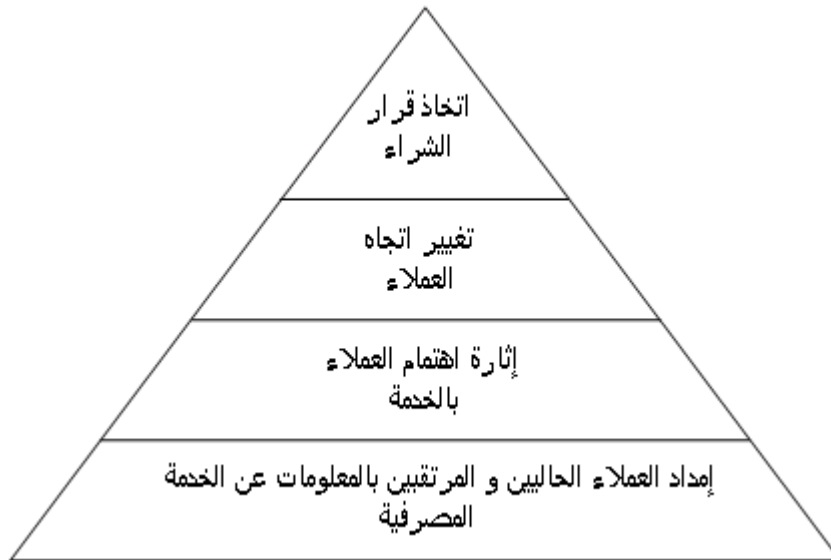 اتخاذ قرار
الشراء
تغيير اتجاه
العملاء
إثارة اهتمام العملاء
بالخدمة
إمداد العملاء الحاليين و المرتقبين بالمعلومات عن الخدمة
المصرفية